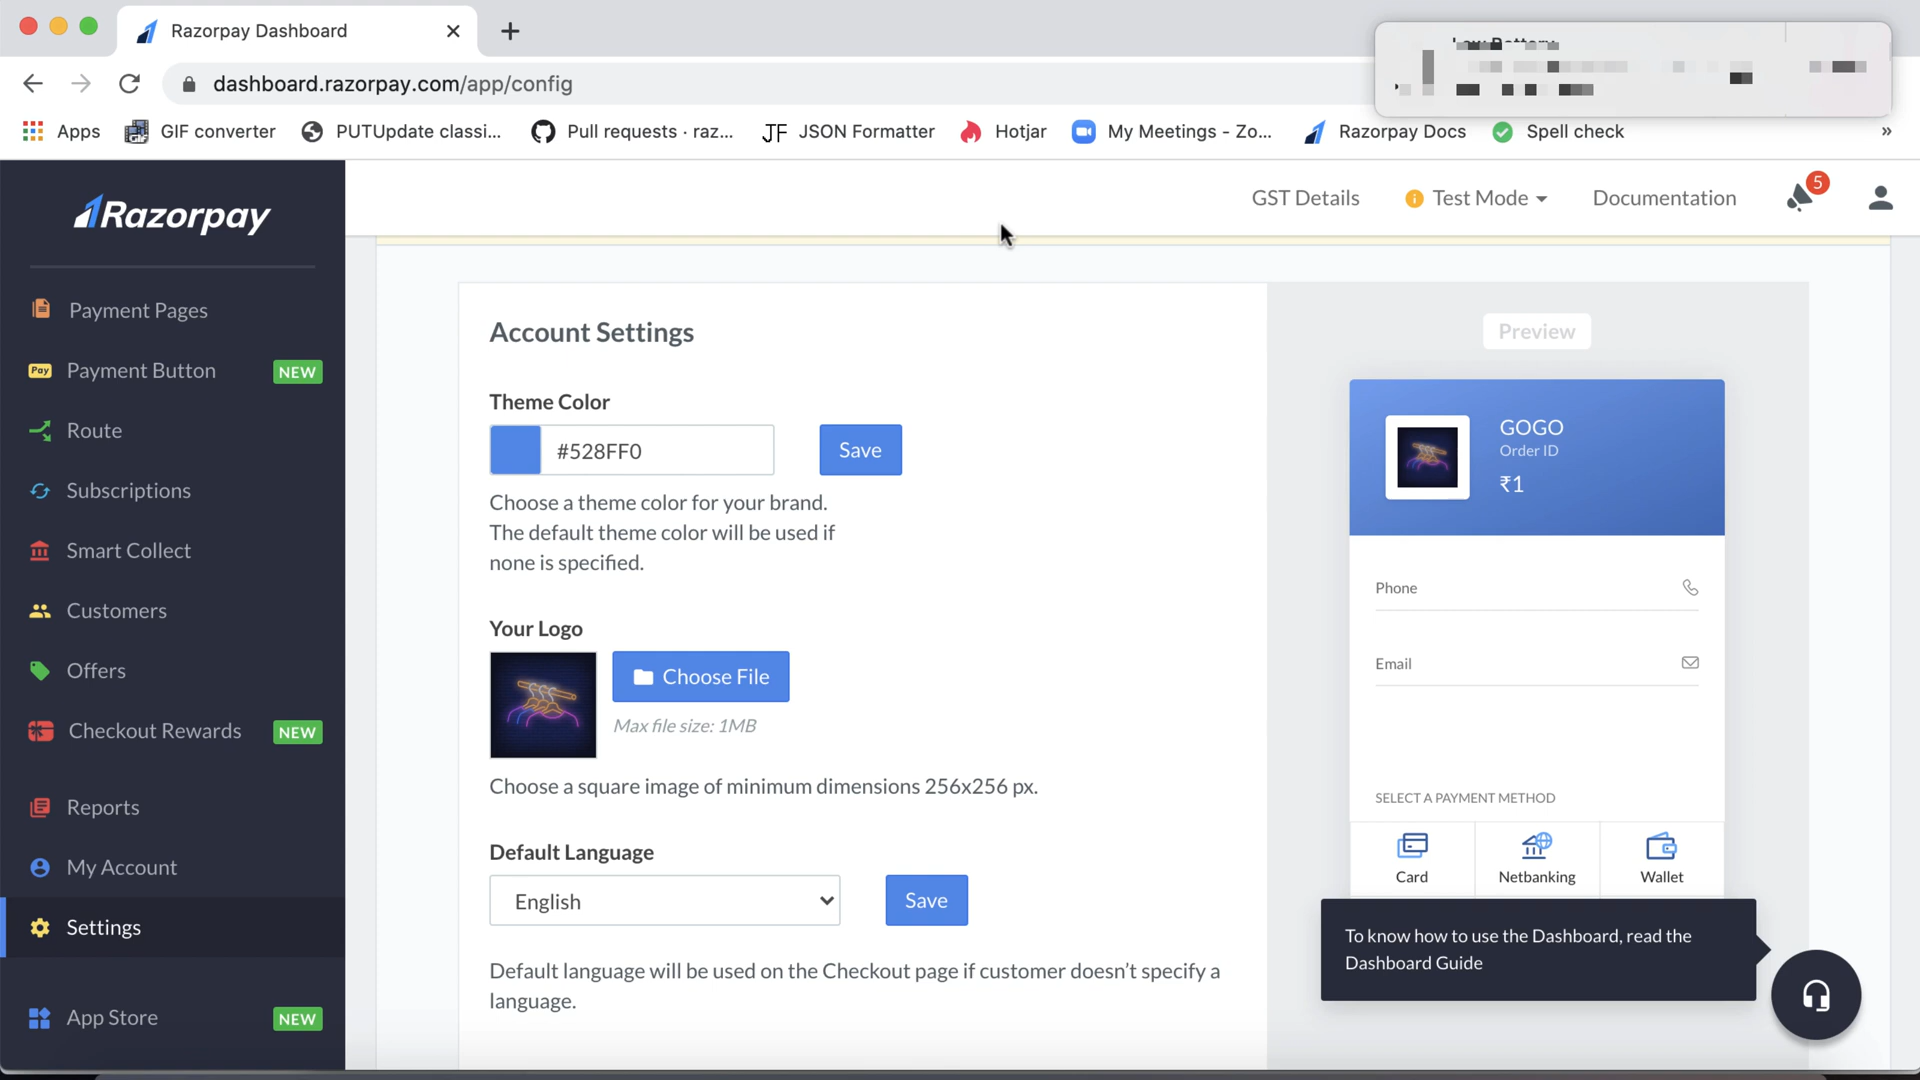 Razorpay Dashboard
dashboard.razorpay.com/app/config
Apps
GIF converter
PUTUpdate classi...
Pull requests · raz...
JF JSON Formatter
Hotjar
My Meetings - Zo...
Razorpay Docs
Spell check
»
Razorpay
GST Details
Test Mode
Documentation
5
Payment Pages
Pay Payment Button NEW
Route
Subscriptions
Smart Collect
Customers
Offers
Checkout Rewards NEW
Reports
My Account
Settings
App Store NEW
Account Settings
Theme Color
#528FF0
Save
Choose a theme color for your brand.
The default theme color will be used if
none is specified.
Your Logo
Choose File
Max file size: 1MB
Choose a square image of minimum dimensions 256x256 px.
Default Language
English
Save
Default language will be used on the Checkout page if customer doesn't specify a
language.
Preview
GOGO
Order ID
₹1
Phone
Email
SELECT A PAYMENT METHOD
Card
Netbanking
Wallet
To know how to use the Dashboard, read the
Dashboard Guide